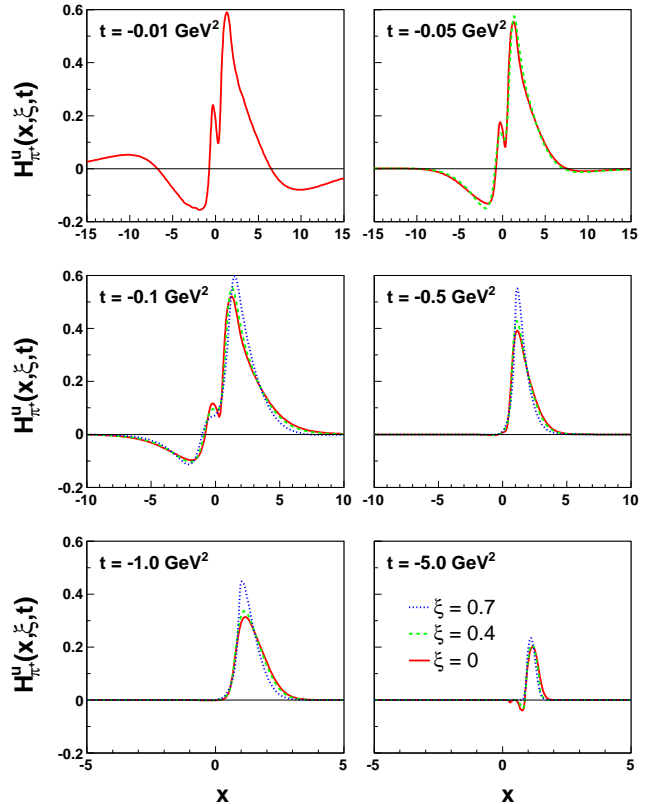 t = -0.01 GeV²
t = -0.05 GeV²
H^u_{π⁺}(x,ξ,t)
0.6
0.4
0.2
0
-0.2
-15 -10 -5 0 5 10 15
-15 -10 -5 0 5 10 15
t = -0.1 GeV²
t = -0.5 GeV²
H^u_{π⁺}(x,ξ,t)
0.6
0.4
0.2
0
-0.2
-10 -5 0 5 10
-10 -5 0 5 10
t = -1.0 GeV²
t = -5.0 GeV²
H^u_{π⁺}(x,ξ,t)
0.6
0.4
0.2
0
-0.2
ξ = 0.7
ξ = 0.4
ξ = 0
-5 0 5
-5 0 5
x
x